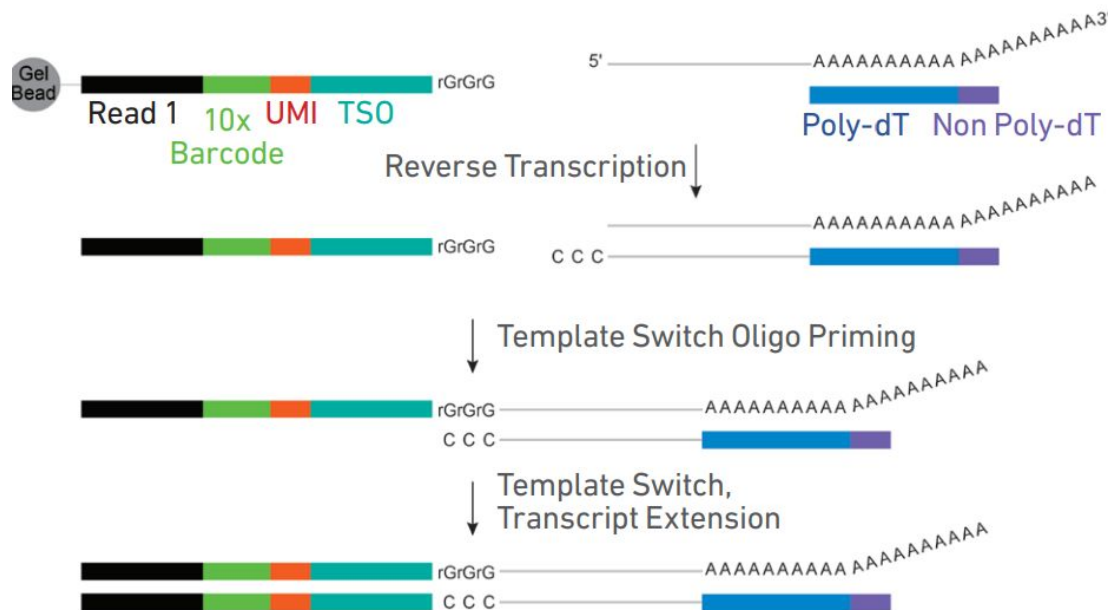 Gel
Bead
rGrGrG
Read 1
10x
Barcode
UMI
TSO
5'
AAAAAAAAAA AAAAAAAAAA3'
Poly-dT
Non Poly-dT
Reverse Transcription
rGrGrG
AAAAAAAAAA AAAAAAAAAA
C C C
Template Switch Oligo Priming
rGrGrG
AAAAAAAAAA AAAAAAAAAA
C C C
Template Switch,
Transcript Extension
rGrGrG
AAAAAAAAAA AAAAAAAAAA
C C C